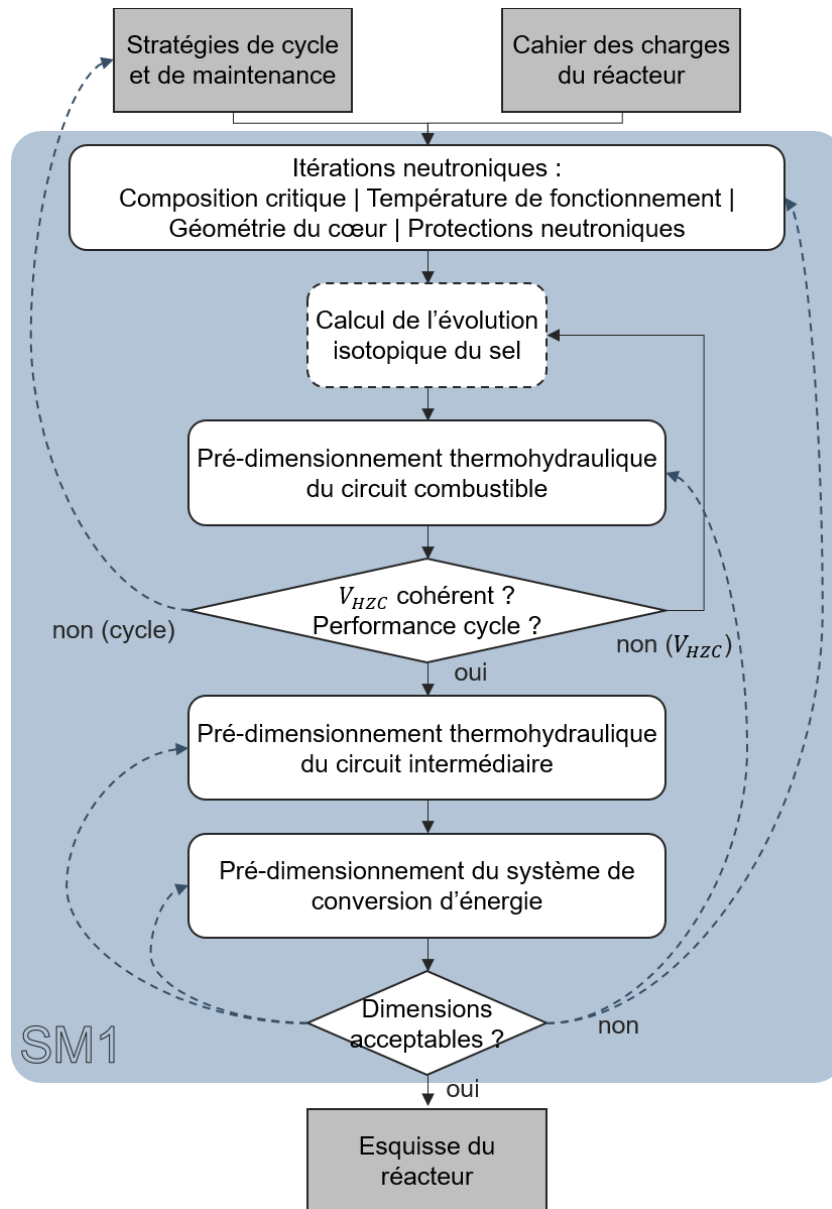 Stratégies de cycle
et de maintenance
Cahier des charges
du réacteur
Itérations neutroniques :
Composition critique | Température de fonctionnement |
Géométrie du cœur | Protections neutroniques
Calcul de l’évolution
isotopique du sel
Pré-dimensionnement thermohydraulique
du circuit combustible
V_HZC cohérent ?
Performance cycle ?
non (cycle)
non (V_HZC)
oui
Pré-dimensionnement thermohydraulique
du circuit intermédiaire
Pré-dimensionnement du système de
conversion d’énergie
Dimensions
acceptables ?
non
SM1
oui
Esquisse du
réacteur